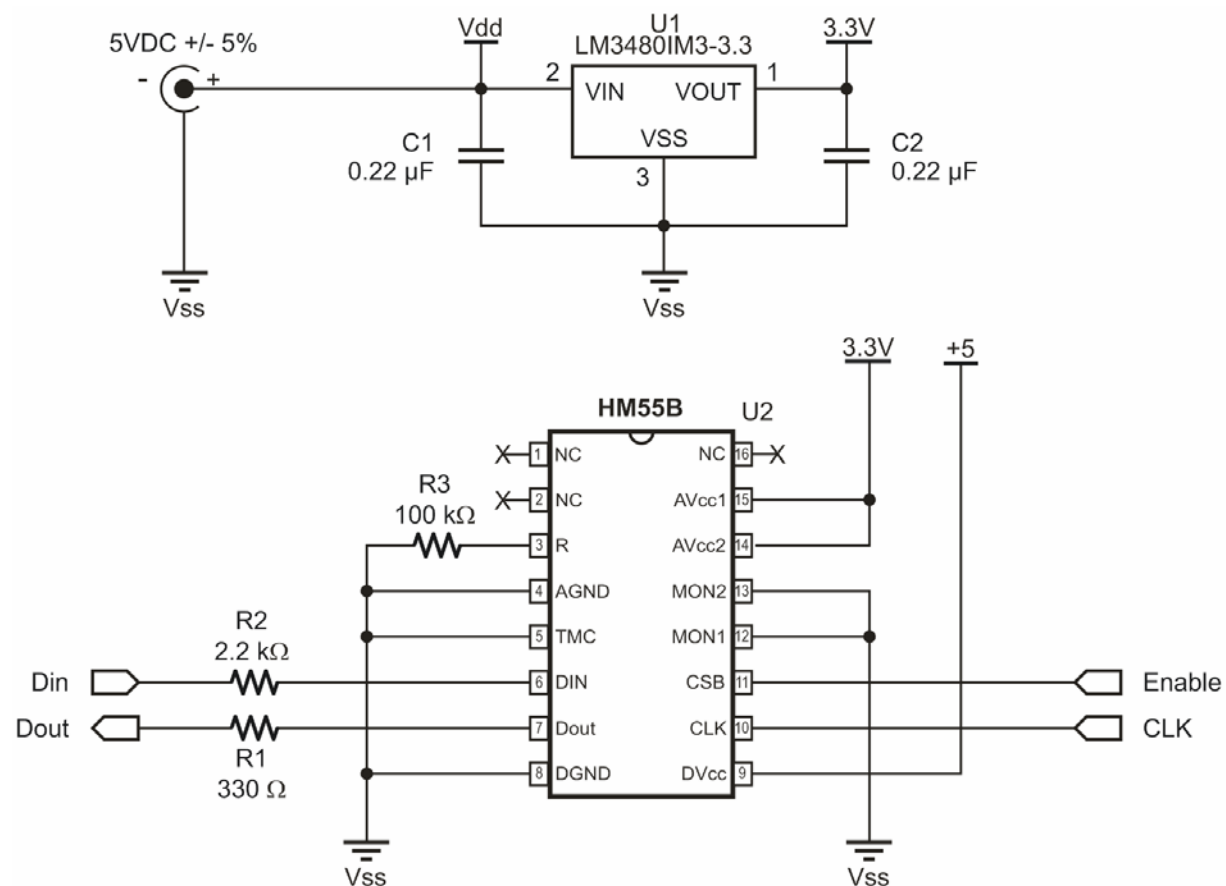 5VDC +/- 5%
- +
Vdd
U1
LM3480IM3-3.3
3.3V
2
VIN
VOUT
1
VSS
3
C1
0.22 µF
C2
0.22 µF
Vss
Vss
3.3V
+5
HM55B
U2
X 1 NC
NC 16 X
X 2 NC
AVcc1 15
R3
100 kΩ
3 R
AVcc2 14
4 AGND
MON2 13
5 TMC
MON1 12
R2
2.2 kΩ
Din
6 DIN
CSB 11
Enable
Dout
7 Dout
CLK 10
CLK
R1
330 Ω
8 DGND
DVcc 9
Vss
Vss